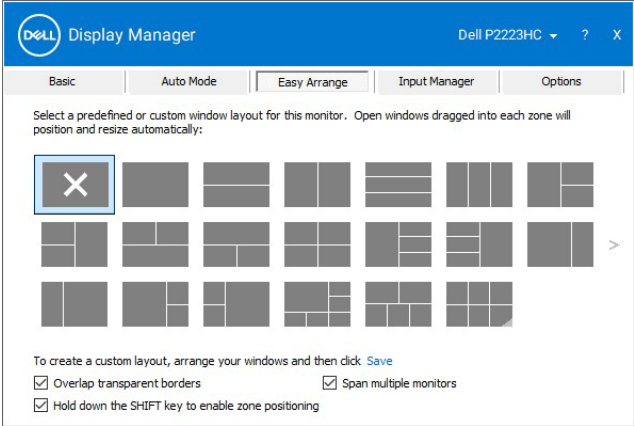 DELL Display Manager Dell P2223HC ? X
Basic Auto Mode Easy Arrange Input Manager Options
Select a predefined or custom window layout for this monitor. Open windows dragged into each zone will
position and resize automatically:
>
To create a custom layout, arrange your windows and then click Save
Overlap transparent borders Span multiple monitors
Hold down the SHIFT key to enable zone positioning